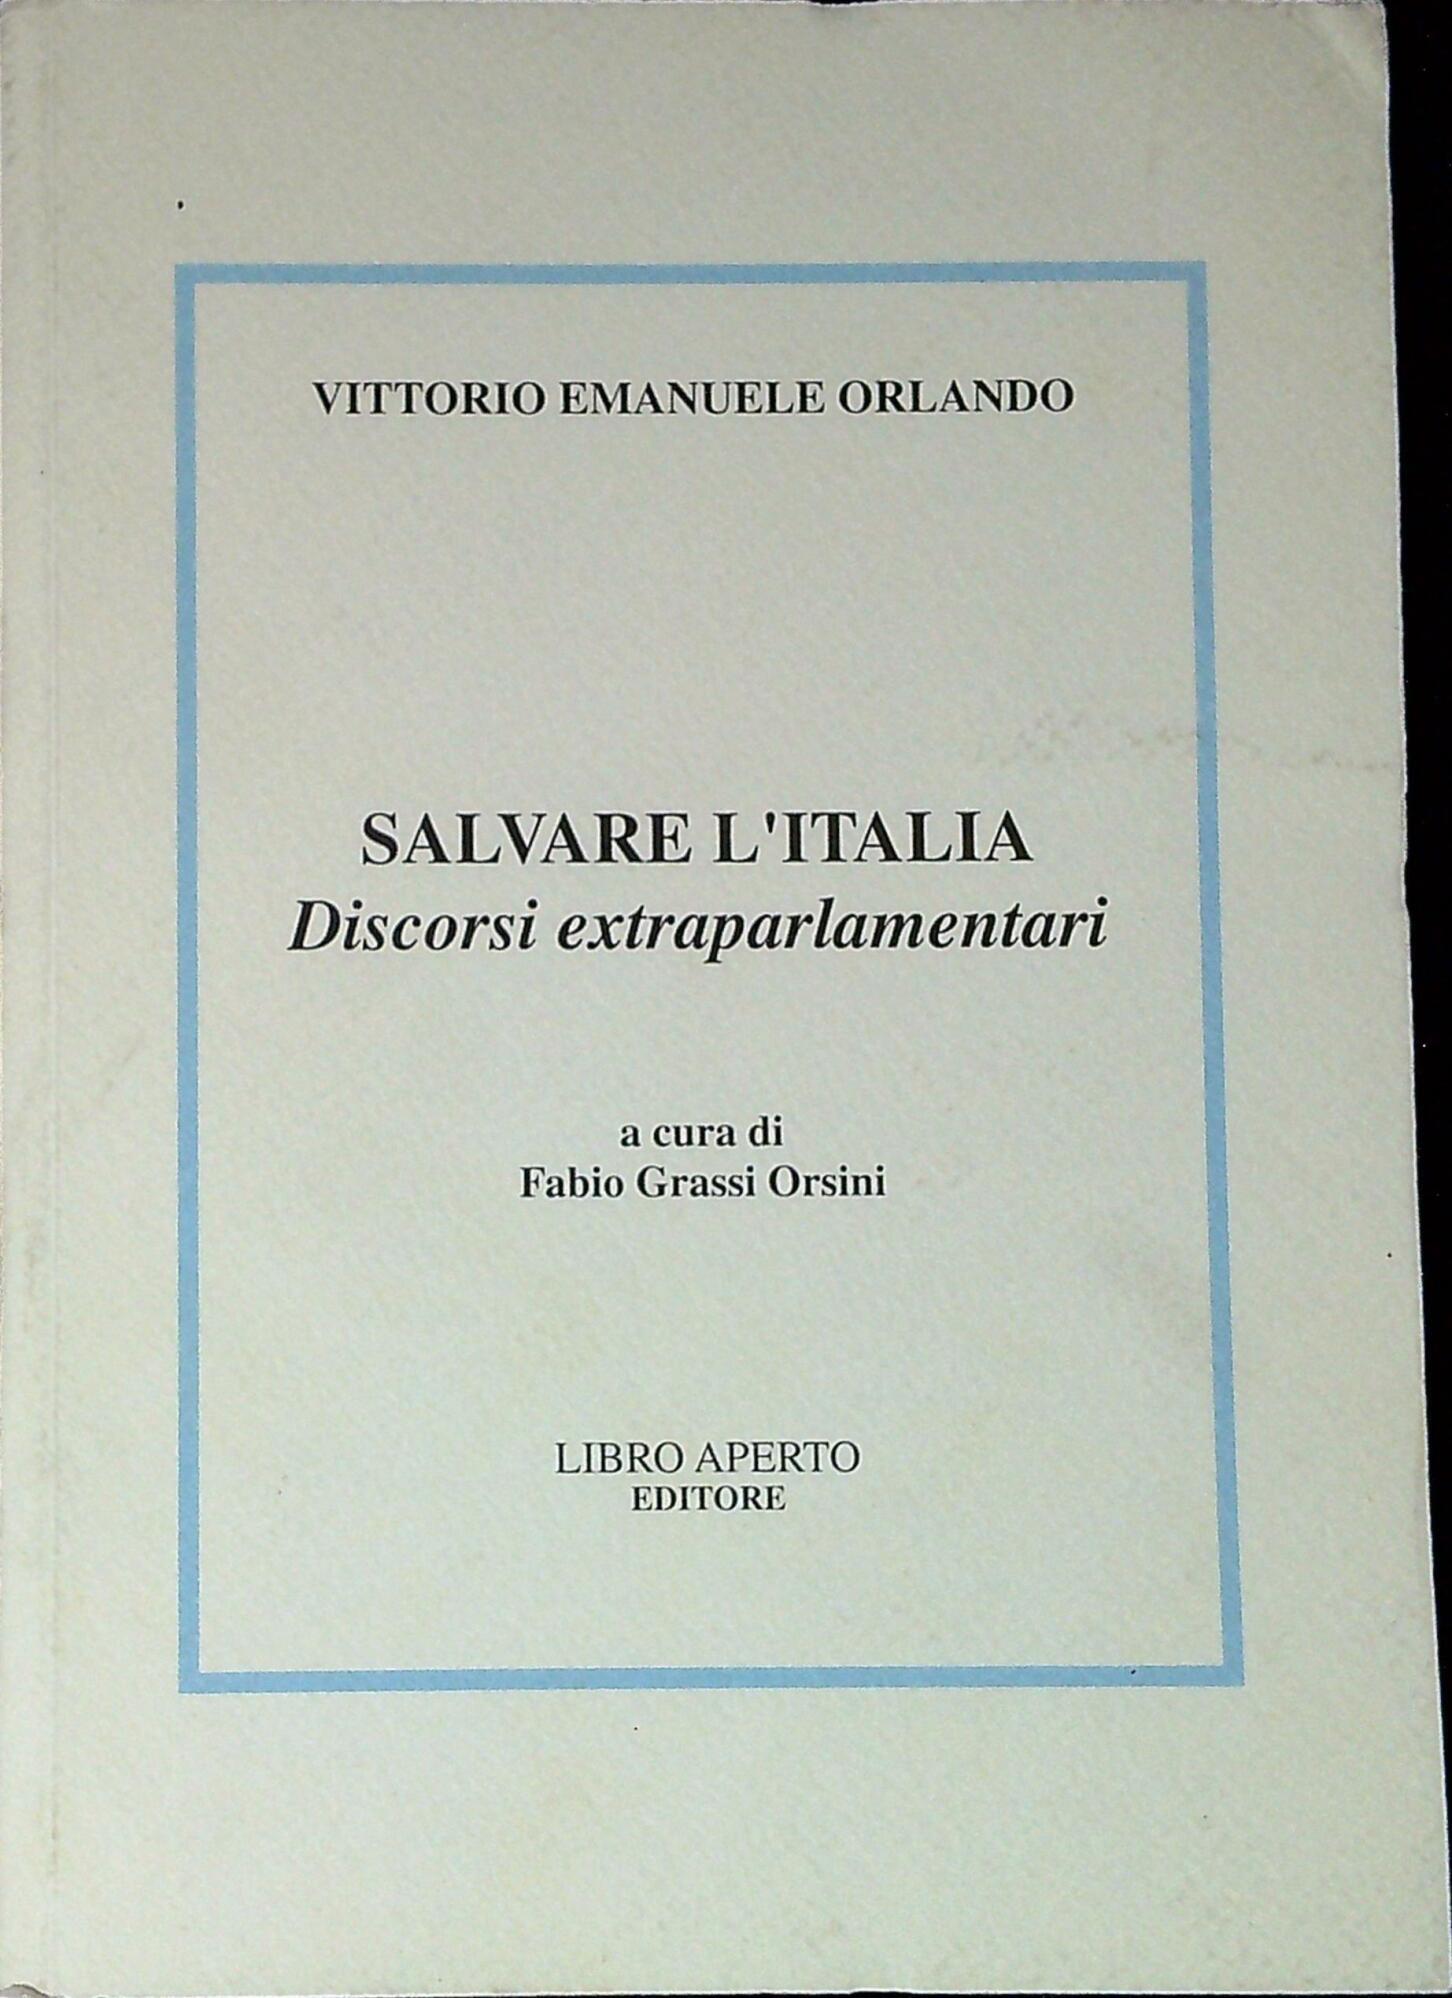 VITTORIO EMANUELE ORLANDO
SALVARE L'ITALIA
Discorsi extraparlamentari
a cura di
Fabio Grassi Orsini
LIBRO APERTO
EDITORE